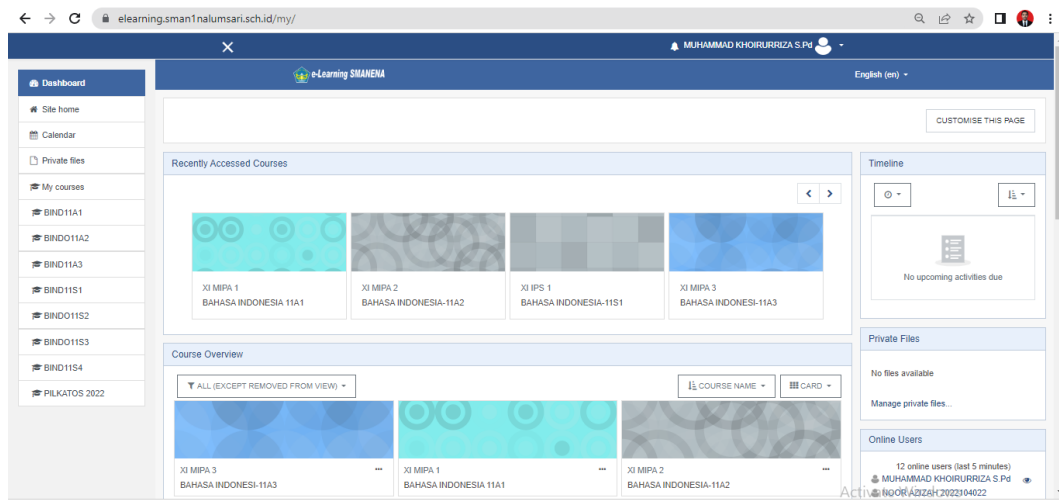 elearning.sman1nalumsari.sch.id/my/
MUHAMMAD KHOIRURRIZA S.Pd
e-Learning SMANENA
English (en)
Dashboard
Site home
Calendar
Private files
My courses
BIND11A1
BINDO11A2
BIND11A3
BIND11S1
BINDO11S2
BINDO11S3
BIND11S4
PILKATOS 2022
CUSTOMISE THIS PAGE
Recently Accessed Courses
XI MIPA 1
BAHASA INDONESIA 11A1
XI MIPA 2
BAHASA INDONESIA-11A2
XI IPS 1
BAHASA INDONESIA-11S1
XI MIPA 3
BAHASA INDONESI-11A3
Course Overview
ALL (EXCEPT REMOVED FROM VIEW)
COURSE NAME
CARD
XI MIPA 3
BAHASA INDONESI-11A3
XI MIPA 1
BAHASA INDONESIA 11A1
XI MIPA 2
BAHASA INDONESIA-11A2
Timeline
No upcoming activities due
Private Files
No files available
Manage private files...
Online Users
12 online users (last 5 minutes)
MUHAMMAD KHOIRURRIZA S.Pd
NOOR AZIZAH 2022104022
Activate Windows